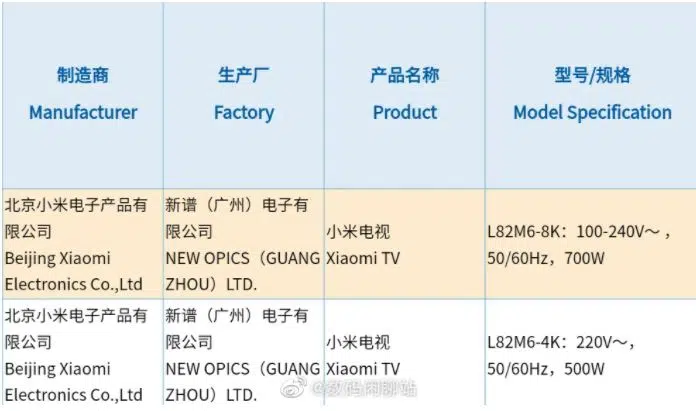 制造商
Manufacturer
生产厂
Factory
产品名称
Product
型号/规格
Model Specification
北京小米电子产品有
限公司
Beijing Xiaomi
Electronics Co.,Ltd
新谱（广州）电子有
限公司
NEW OPICS（GUANG
ZHOU）LTD.
小米电视
Xiaomi TV
L82M6-8K：100-240V～，
50/60Hz，700W
北京小米电子产品有
限公司
Beijing Xiaomi
Electronics Co.,Ltd
新谱（广州）电子有
限公司
NEW OPICS（GUANG
ZHOU）LTD.
小米电视
Xiaomi TV
L82M6-4K：220V～，
50/60Hz，500W
@数码闲聊站